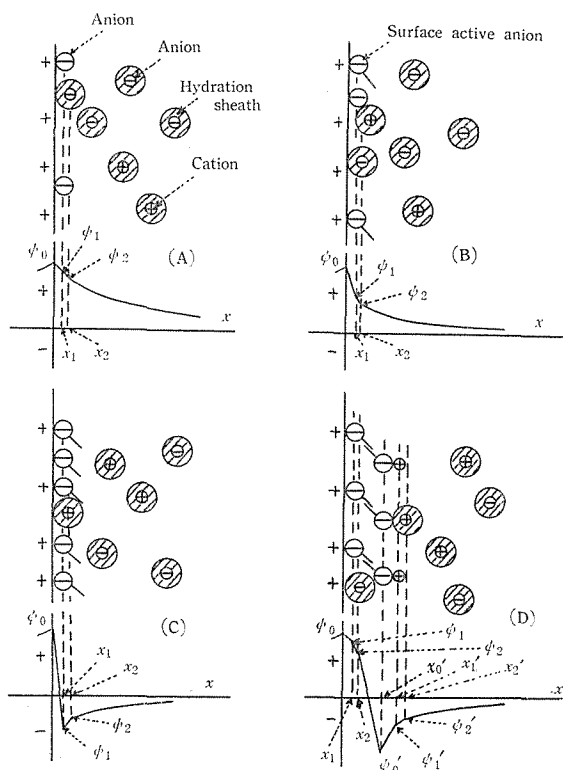 Anion
Anion
Hydration
sheath
Cation
ψ₀
ψ₁
ψ₂
(A)
+
x
−
x₁
x₂
Surface active anion
ψ₀
ψ₁
ψ₂
(B)
+
x
−
x₁
x₂
ψ₀
(C)
+
x₁
x₂
x
−
ψ₂
ψ₁
ψ₀
ψ₁
ψ₂
(D)
+
x₀′
x₁′
x₂′
x
−
x₁
x₂
ψ₀′
ψ₁′
ψ₂′